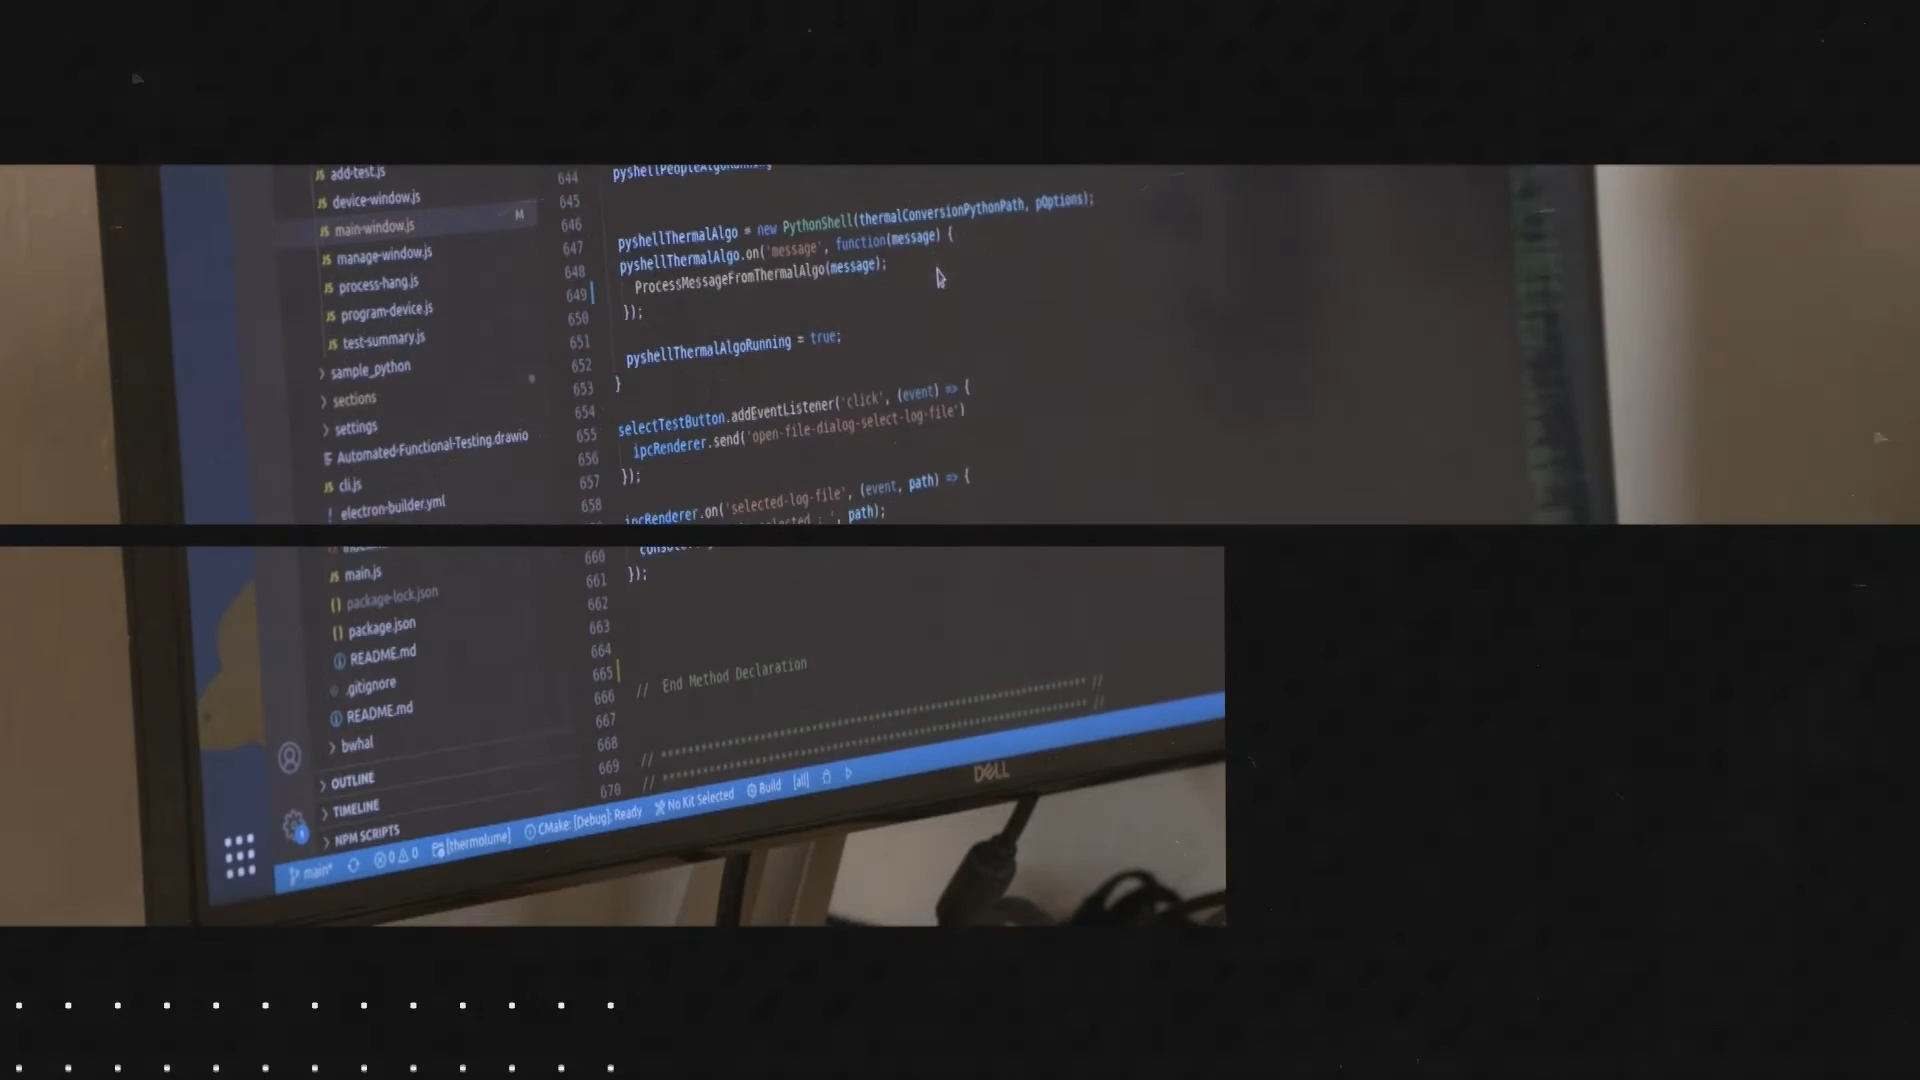 add-test.js
device-window.js
main-window.js M
manage-window.js
process-hang.js
program-device.js
test-summary.js
sample_python
sections
settings
Automated-Functional-Testing.drawio
cli.js
electron-builder.yml
644
645
646
647
648
649
650
651
652
653
654
655
656
657
658
pyshellPeopleAlgoRunning
pyshellThermalAlgo = new PythonShell(thermalConversionPythonPath, pOptions);
pyshellThermalAlgo.on('message', function(message) {
ProcessMessageFromThermalAlgo(message);
});
pyshellThermalAlgoRunning = true;
}
selectTestButton.addEventListener('click', (event) => {
ipcRenderer.send('open-file-dialog-select-log-file')
});
ipcRenderer.on('selected-log-file', (event, path) => {
path);
main.js
package-lock.json
package.json
README.md
.gitignore
README.md
bwhal
OUTLINE
TIMELINE
NPM SCRIPTS
660
661
662
663
664
665
666
667
668
669
670
});
// End Method Declaration
// ************************************************** //
// ************************************************** //
main* 0 0 [thermolume] CMake: [Debug]: Ready No Kit Selected Build [all]
1
DELL